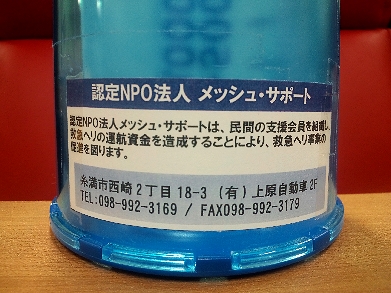 認定NPO法人 メッシュ・サポート
認定NPO法人メッシュ・サポートは、民間の支援会員を組織し、
救急ヘリの運航資金を造成することにより、救急ヘリ事業の
促進を図ります。
糸満市西崎2丁目18-3 (有)上原自動車2F
TEL:098-992-3169 / FAX098-992-3179